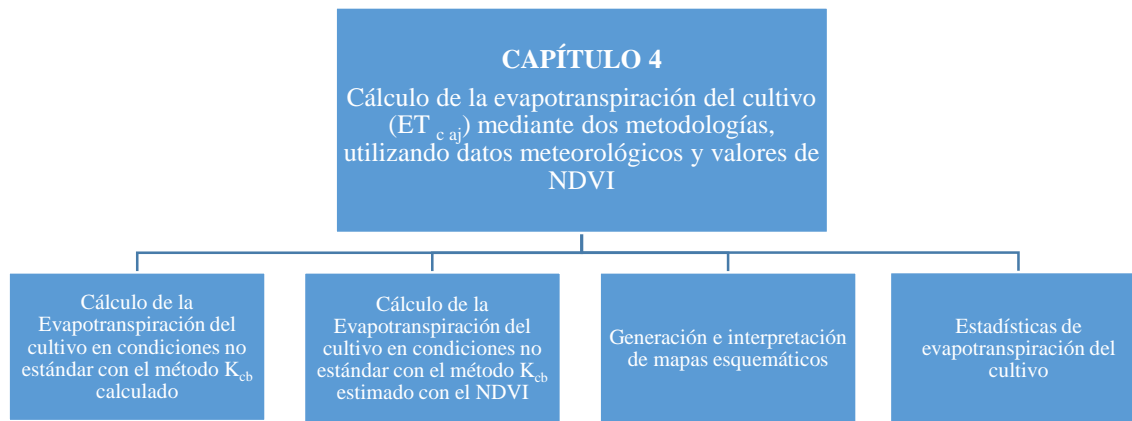 CAPÍTULO 4
Cálculo de la evapotranspiración del cultivo
(ET c aj) mediante dos metodologías,
utilizando datos meteorológicos y valores de
NDVI
Cálculo de la
Evapotranspiración del
cultivo en condiciones no
estándar con el método Kcb
calculado
Cálculo de la
Evapotranspiración del
cultivo en condiciones no
estándar con el método Kcb
estimado con el NDVI
Generación e interpretación
de mapas esquemáticos
Estadísticas de
evapotranspiración del
cultivo